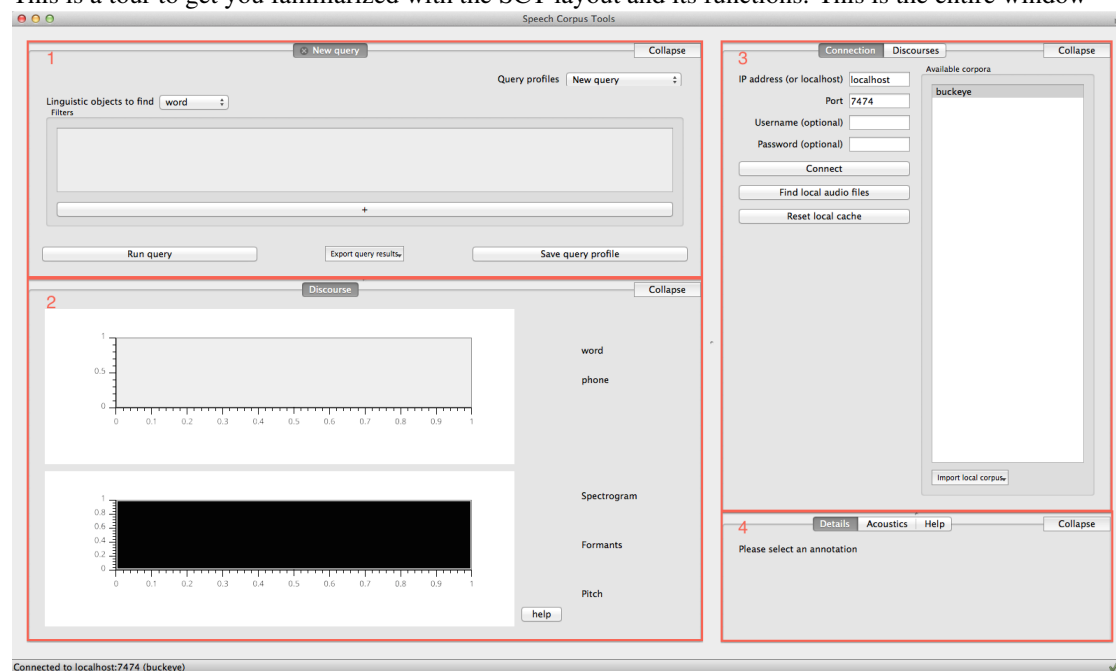 This is a tour to get you familiarized with the SCT layout and its functions. This is the entire window
Speech Corpus Tools
1
New query
Collapse
Query profiles New query
Linguistic objects to find word
Filters
+
Run query
Export query results
Save query profile
2
Discourse
Collapse
1
0.5
0
0 0.1 0.2 0.3 0.4 0.5 0.6 0.7 0.8 0.9 1
word
phone
1
0.8
0.6
0.4
0.2
0
0 0.1 0.2 0.3 0.4 0.5 0.6 0.7 0.8 0.9 1
Spectrogram
Formants
Pitch
help
3
Connection Discourses
Collapse
IP address (or localhost) localhost
Port 7474
Username (optional)
Password (optional)
Connect
Find local audio files
Reset local cache
Available corpora
buckeye
Import local corpus
4
Details Acoustics Help
Collapse
Please select an annotation
Connected to localhost:7474 (buckeye)